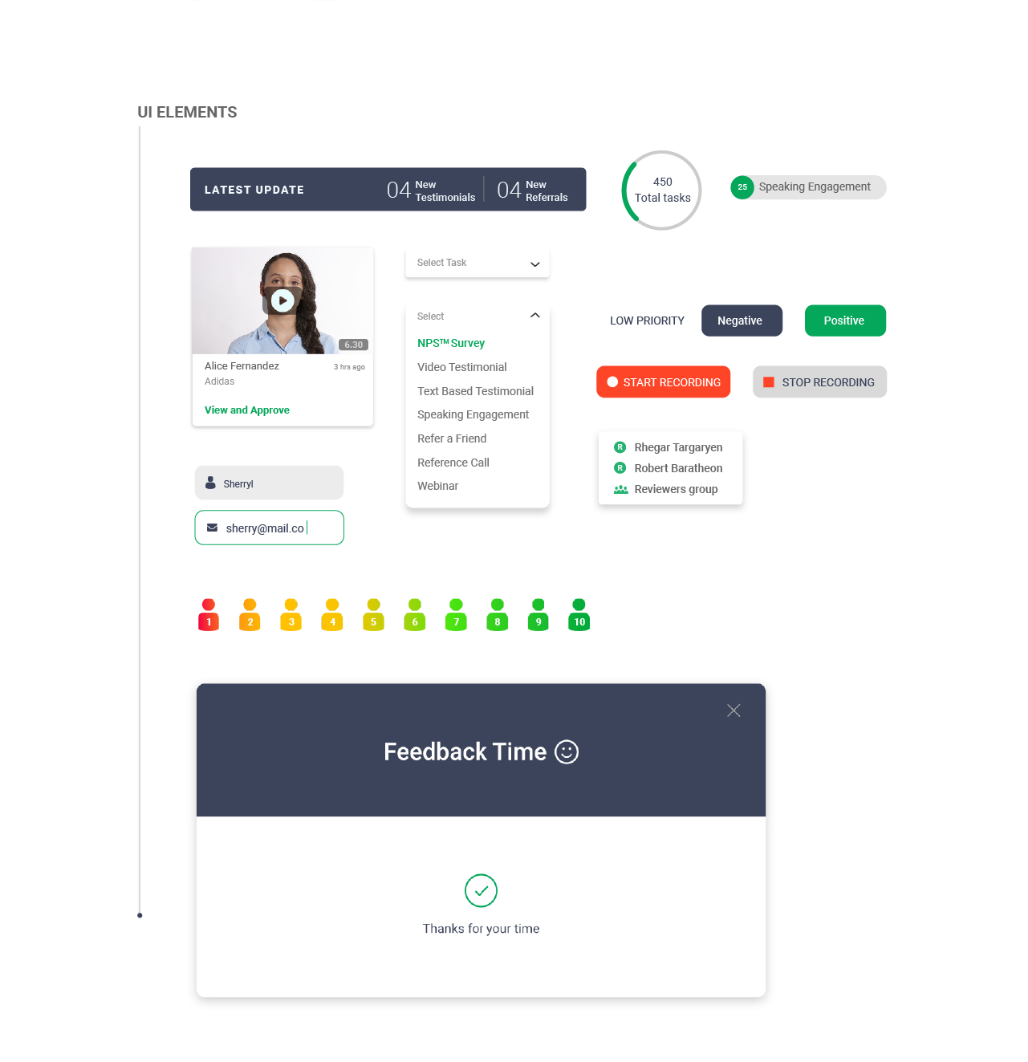 UI ELEMENTS
LATEST UPDATE
04 New Testimonials
04 New Referrals
450
Total tasks
25 Speaking Engagement
6.30
Alice Fernandez
3 hrs ago
Adidas
View and Approve
Select Task
Select
NPS™ Survey
Video Testimonial
Text Based Testimonial
Speaking Engagement
Refer a Friend
Reference Call
Webinar
LOW PRIORITY
Negative
Positive
START RECORDING
STOP RECORDING
R Rhegar Targaryen
R Robert Baratheon
Reviewers group
Sherryl
sherry@mail.co
1 2 3 4 5 6 7 8 9 10
Feedback Time
Thanks for your time